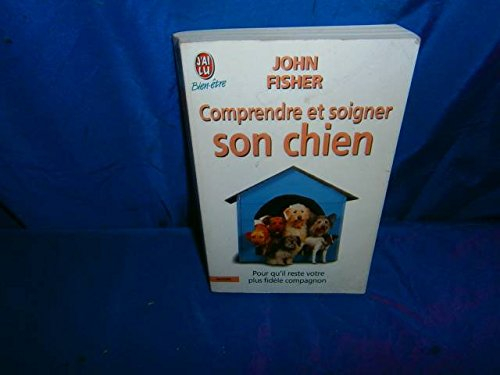 J'AI
LU
Bien-être
JOHN
FISHER
Comprendre et soigner
son chien
Pour qu'il reste votre
plus fidèle compagnon